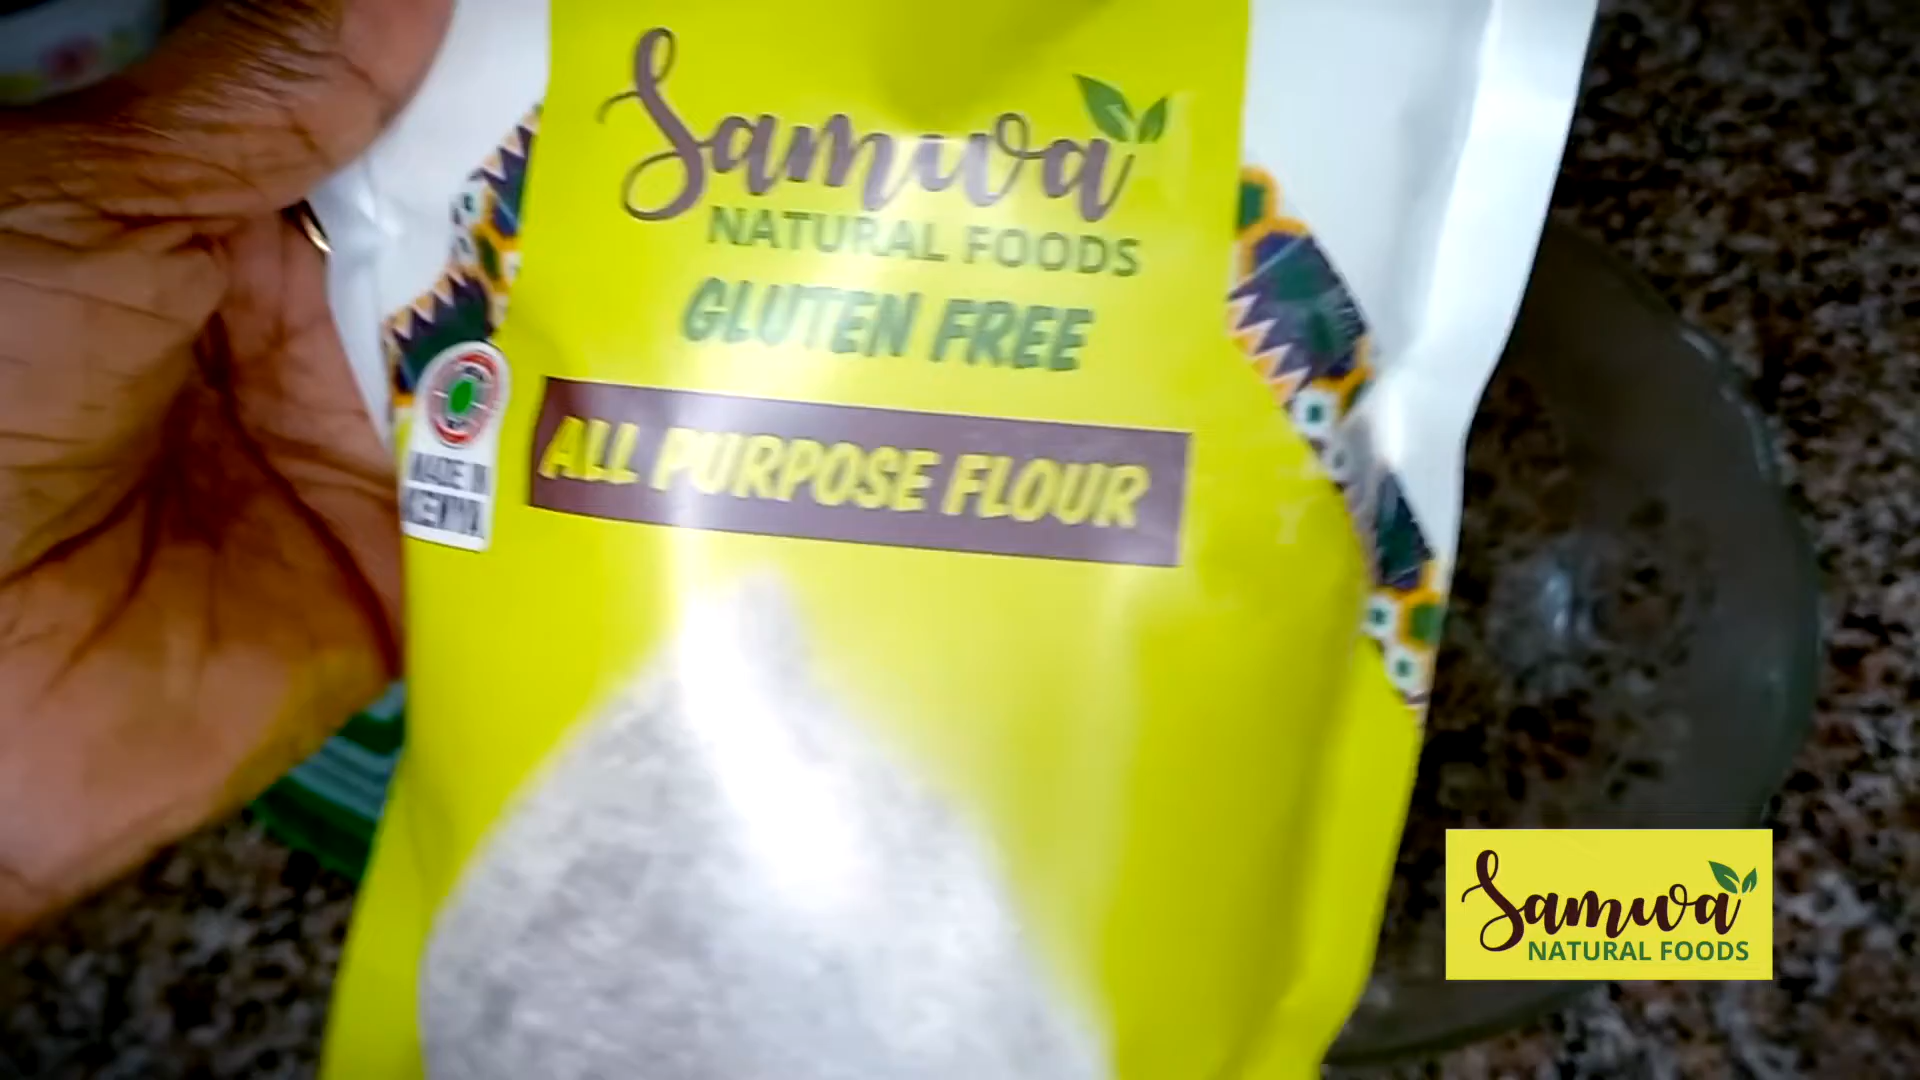 Samwa
NATURAL FOODS
GLUTEN FREE
ALL PURPOSE FLOUR
MADE IN
KENYA
Samwa
NATURAL FOODS